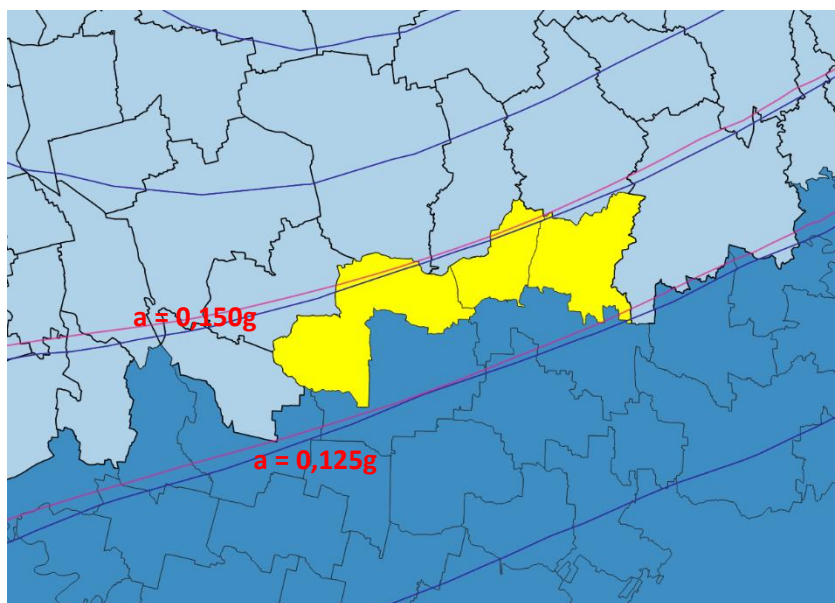 a = 0,150g
a = 0,125g